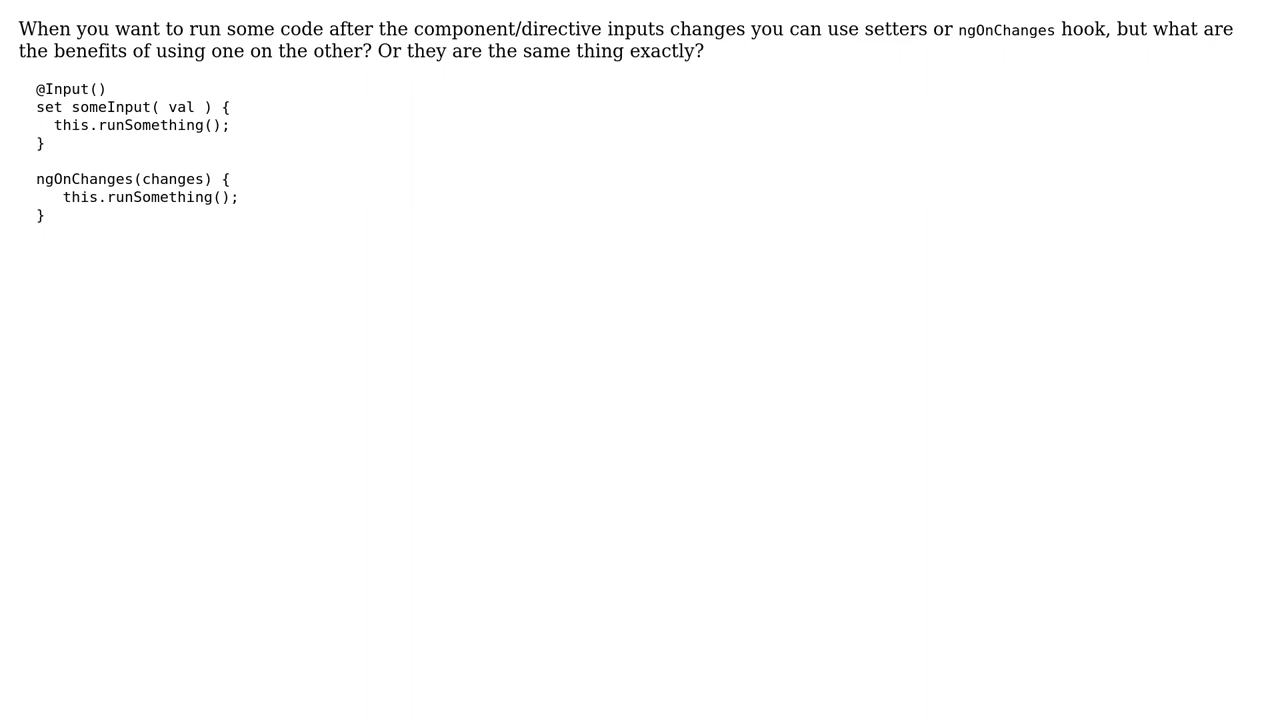 When you want to run some code after the component/directive inputs changes you can use setters or ngOnChanges hook, but what are
the benefits of using one on the other? Or they are the same thing exactly?
@Input()
set someInput( val ) {
  this.runSomething();
}
ngOnChanges(changes) {
   this.runSomething();
}